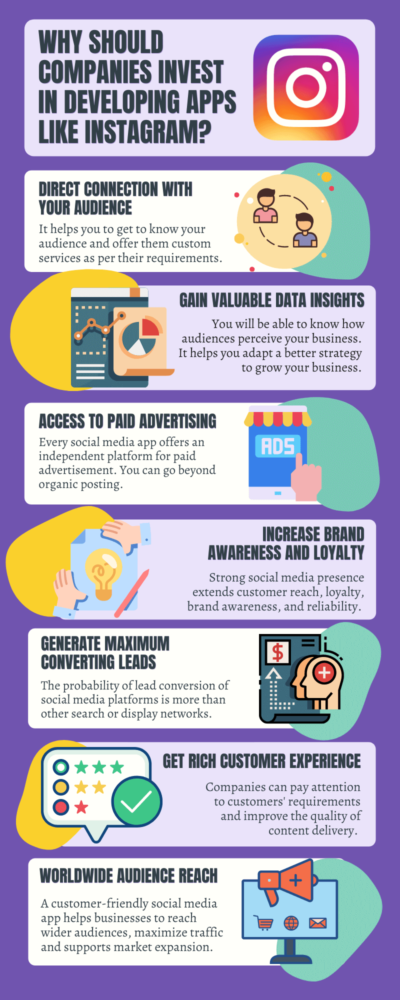 WHY SHOULD
COMPANIES INVEST
IN DEVELOPING APPS
LIKE INSTAGRAM?
DIRECT CONNECTION WITH
YOUR AUDIENCE
It helps you to get to know your
audience and offer them custom
services as per their requirements.
GAIN VALUABLE DATA INSIGHTS
You will be able to know how
audiences perceive your business.
It helps you adapt a better strategy
to grow your business.
ACCESS TO PAID ADVERTISING
Every social media app offers an
independent platform for paid
advertisement. You can go beyond
organic posting.
ADS
INCREASE BRAND
AWARENESS AND LOYALTY
Strong social media presence
extends customer reach, loyalty,
brand awareness, and reliability.
GENERATE MAXIMUM
CONVERTING LEADS
The probability of lead conversion of
social media platforms is more than
other search or display networks.
$
GET RICH CUSTOMER EXPERIENCE
Companies can pay attention
to customers' requirements
and improve the quality of
content delivery.
WORLDWIDE AUDIENCE REACH
A customer-friendly social media
app helps businesses to reach
wider audiences, maximize traffic
and supports market expansion.